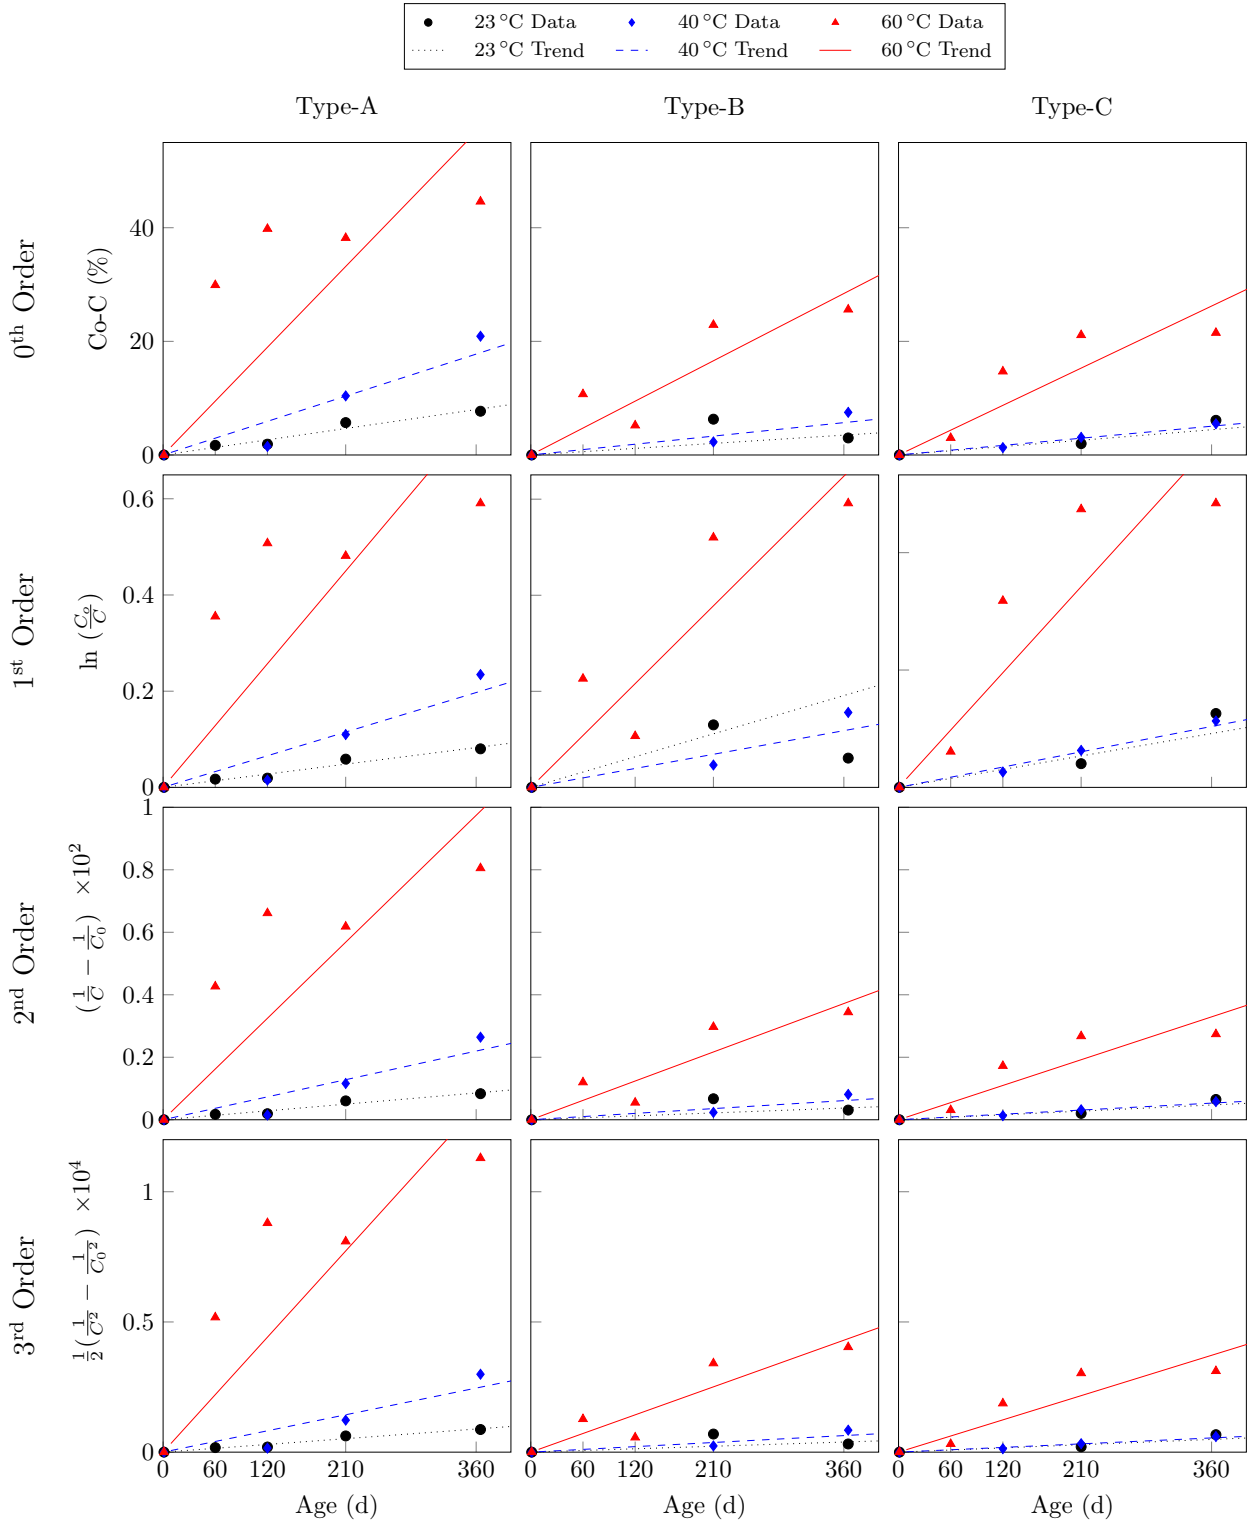 23 °C Data 40 °C Data 60 °C Data
23 °C Trend 40 °C Trend 60 °C Trend
Type-A Type-B Type-C
0th Order
Co-C (%)
40
20
0
1st Order
ln (Co/C)
0.6
0.4
0.2
0
2nd Order
(1/C − 1/C0) ×10²
1
0.8
0.6
0.4
0.2
0
3rd Order
1/2(1/C² − 1/C0²) ×10⁴
1
0.5
0
0 60 120 210 360 0 60 120 210 360 0 60 120 210 360
Age (d) Age (d) Age (d)